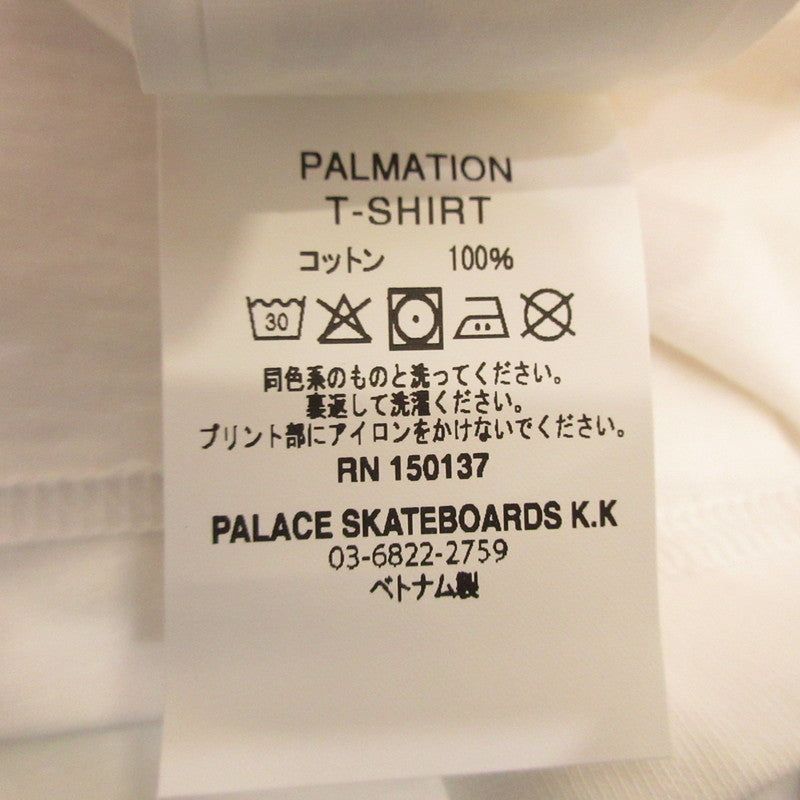 PALMATION
T-SHIRT
コットン 100%
30
同色系のものと洗ってください。
裏返して洗濯ください。
プリント部にアイロンをかけないでください。
RN 150137
PALACE SKATEBOARDS K.K
03-6822-2759
ベトナム製